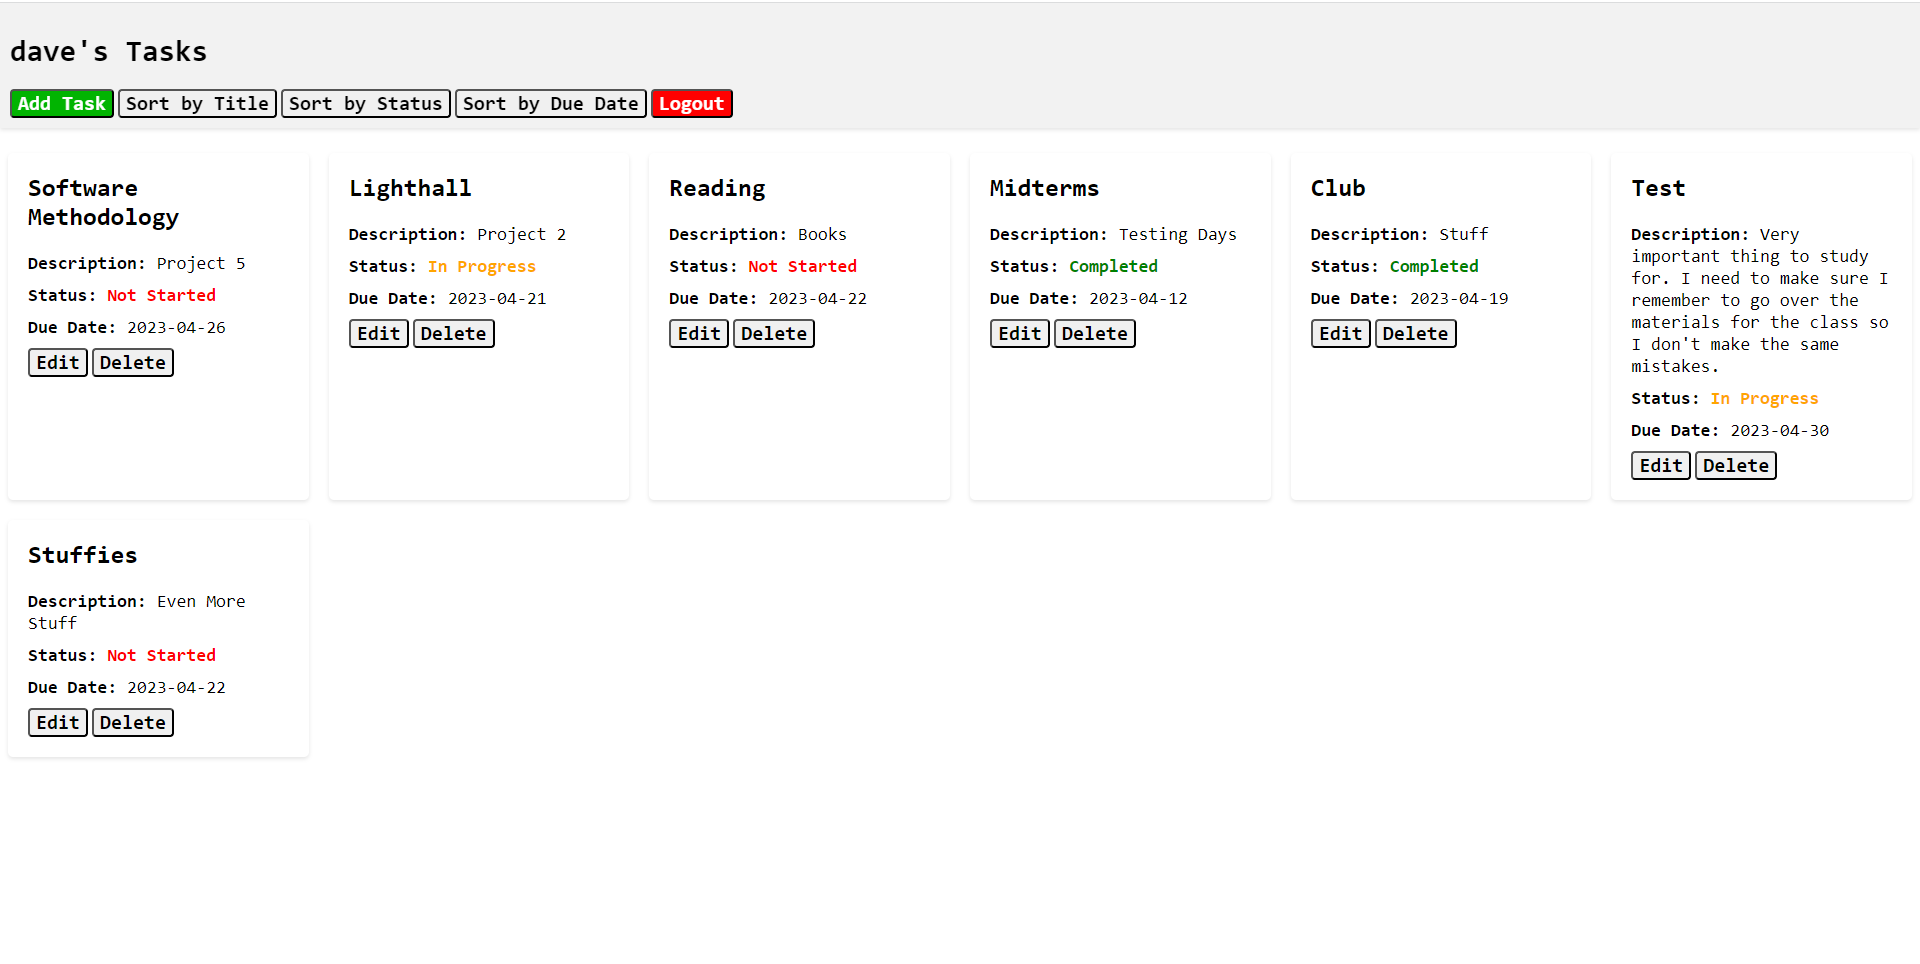 dave's Tasks
Add Task Sort by Title Sort by Status Sort by Due Date Logout
Software
Methodology
Description: Project 5
Status: Not Started
Due Date: 2023-04-26
Edit Delete
Lighthall
Description: Project 2
Status: In Progress
Due Date: 2023-04-21
Edit Delete
Reading
Description: Books
Status: Not Started
Due Date: 2023-04-22
Edit Delete
Midterms
Description: Testing Days
Status: Completed
Due Date: 2023-04-12
Edit Delete
Club
Description: Stuff
Status: Completed
Due Date: 2023-04-19
Edit Delete
Test
Description: Very
important thing to study
for. I need to make sure I
remember to go over the
materials for the class so
I don't make the same
mistakes.
Status: In Progress
Due Date: 2023-04-30
Edit Delete
Stuffies
Description: Even More
Stuff
Status: Not Started
Due Date: 2023-04-22
Edit Delete